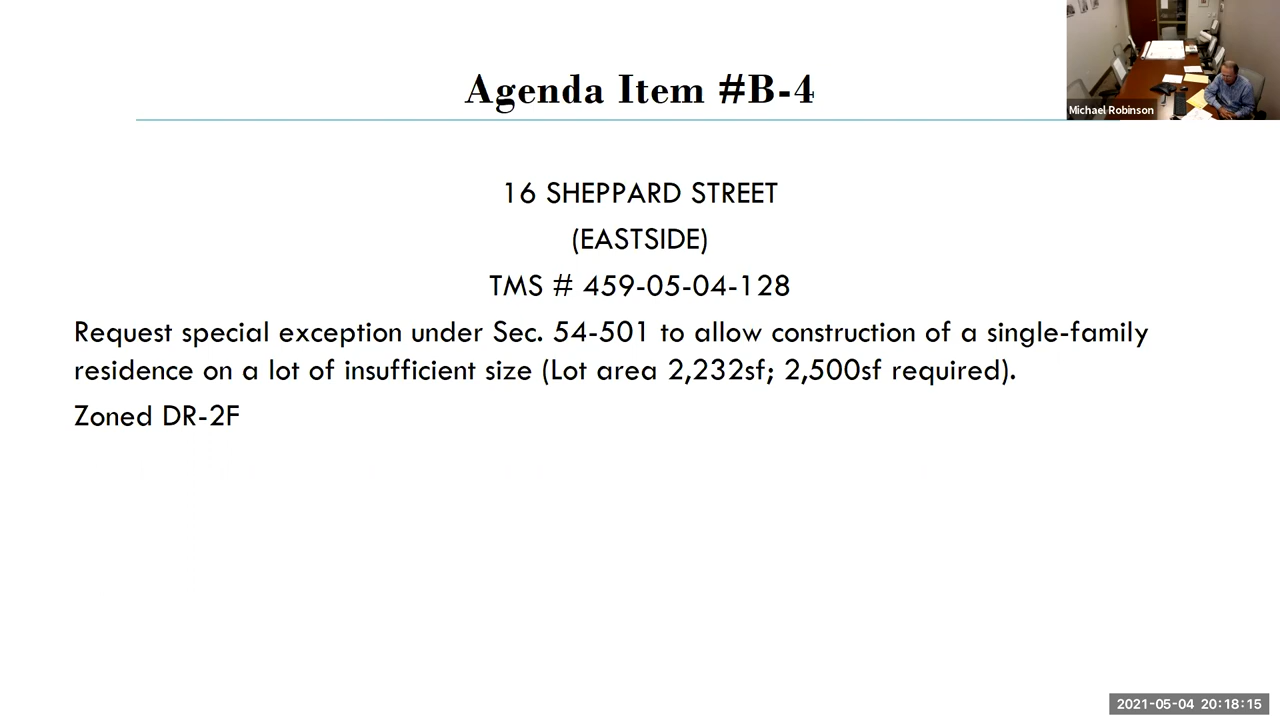 Agenda Item #B-4
Michael Robinson
16 SHEPPARD STREET
(EASTSIDE)
TMS # 459-05-04-128
Request special exception under Sec. 54-501 to allow construction of a single-family
residence on a lot of insufficient size (Lot area 2,232sf; 2,500sf required).
Zoned DR-2F
2021-05-04 20:18:15